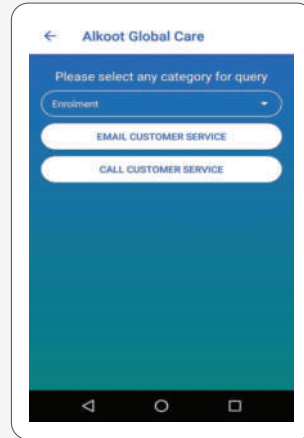 Alkoot Global Care
Please select any category for query
Enrolment
EMAIL CUSTOMER SERVICE
CALL CUSTOMER SERVICE